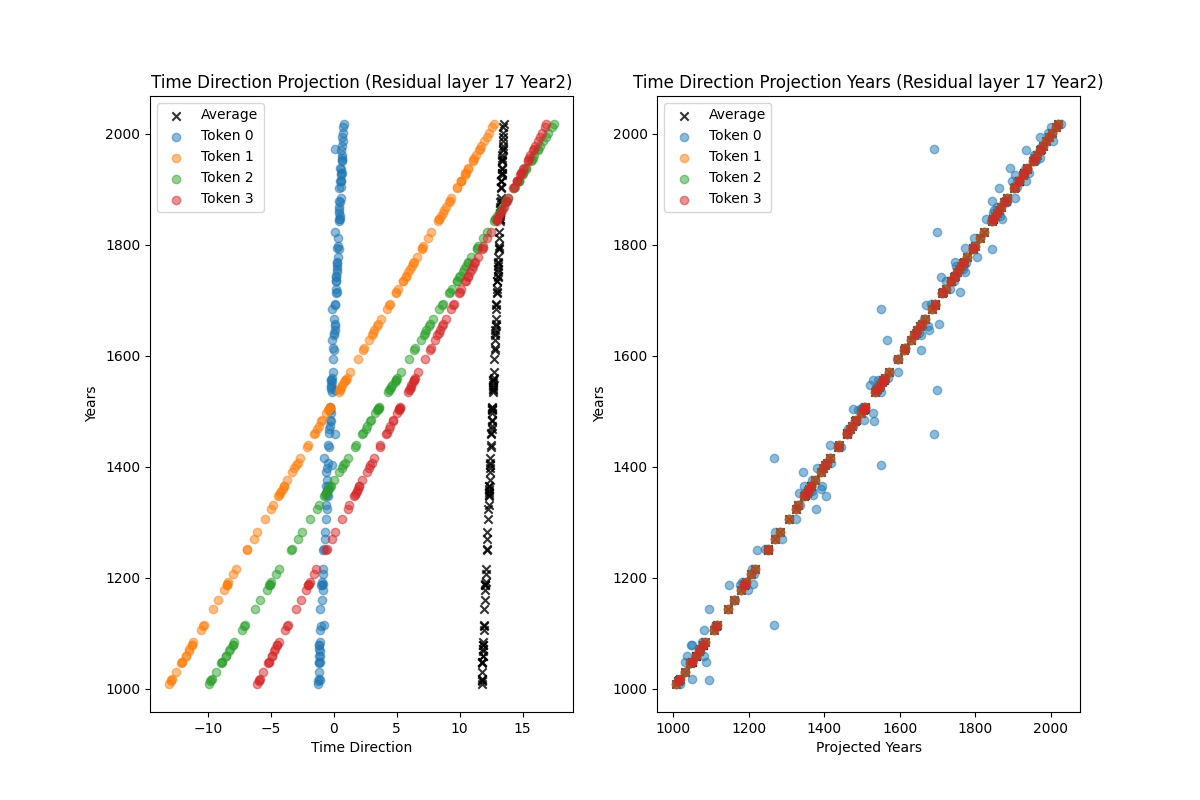 Time Direction Projection (Residual layer 17 Year2)
Average
Token 0
Token 1
Token 2
Token 3
Years
2000
1800
1600
1400
1200
1000
−10 −5 0 5 10 15
Time Direction
Time Direction Projection Years (Residual layer 17 Year2)
Average
Token 0
Token 1
Token 2
Token 3
Years
2000
1800
1600
1400
1200
1000
1000 1200 1400 1600 1800 2000
Projected Years